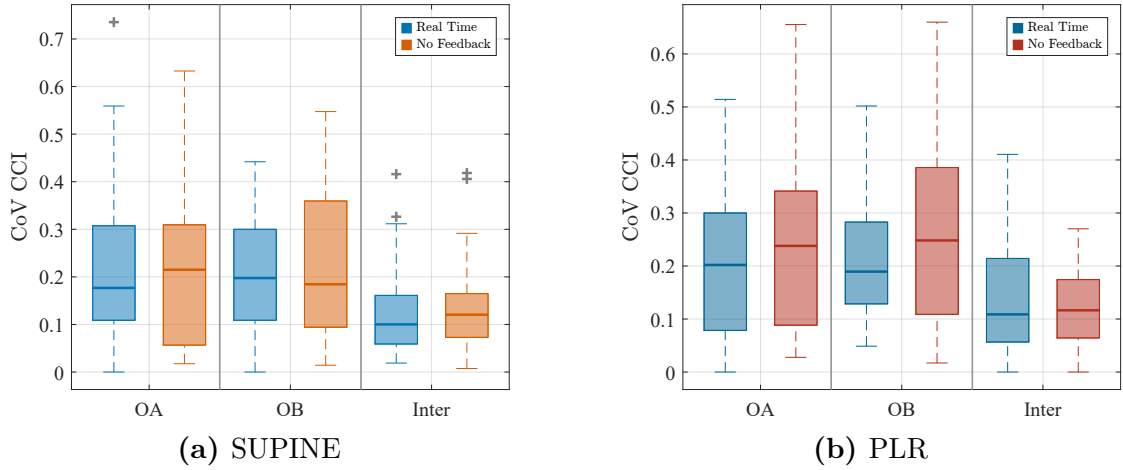 Real Time
No Feedback
CoV CCI
0.7
0.6
0.5
0.4
0.3
0.2
0.1
0
OA OB Inter
(a) SUPINE
Real Time
No Feedback
CoV CCI
0.6
0.5
0.4
0.3
0.2
0.1
0
OA OB Inter
(b) PLR